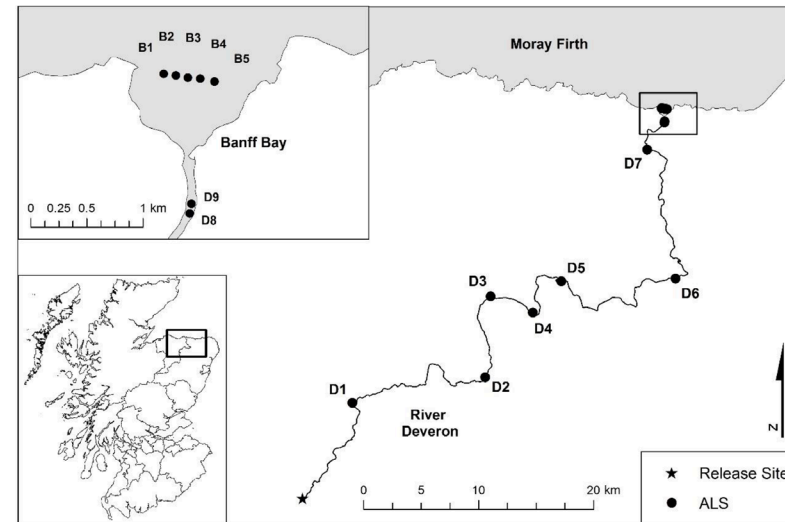 B1
B2
B3
B4
B5
Banff Bay
0 0.25 0.5 1 km
D9
D8
Moray Firth
D7
D3
D5
D4
D6
D1
D2
River
Deveron
0 5 10 20 km
N
Release Site
ALS